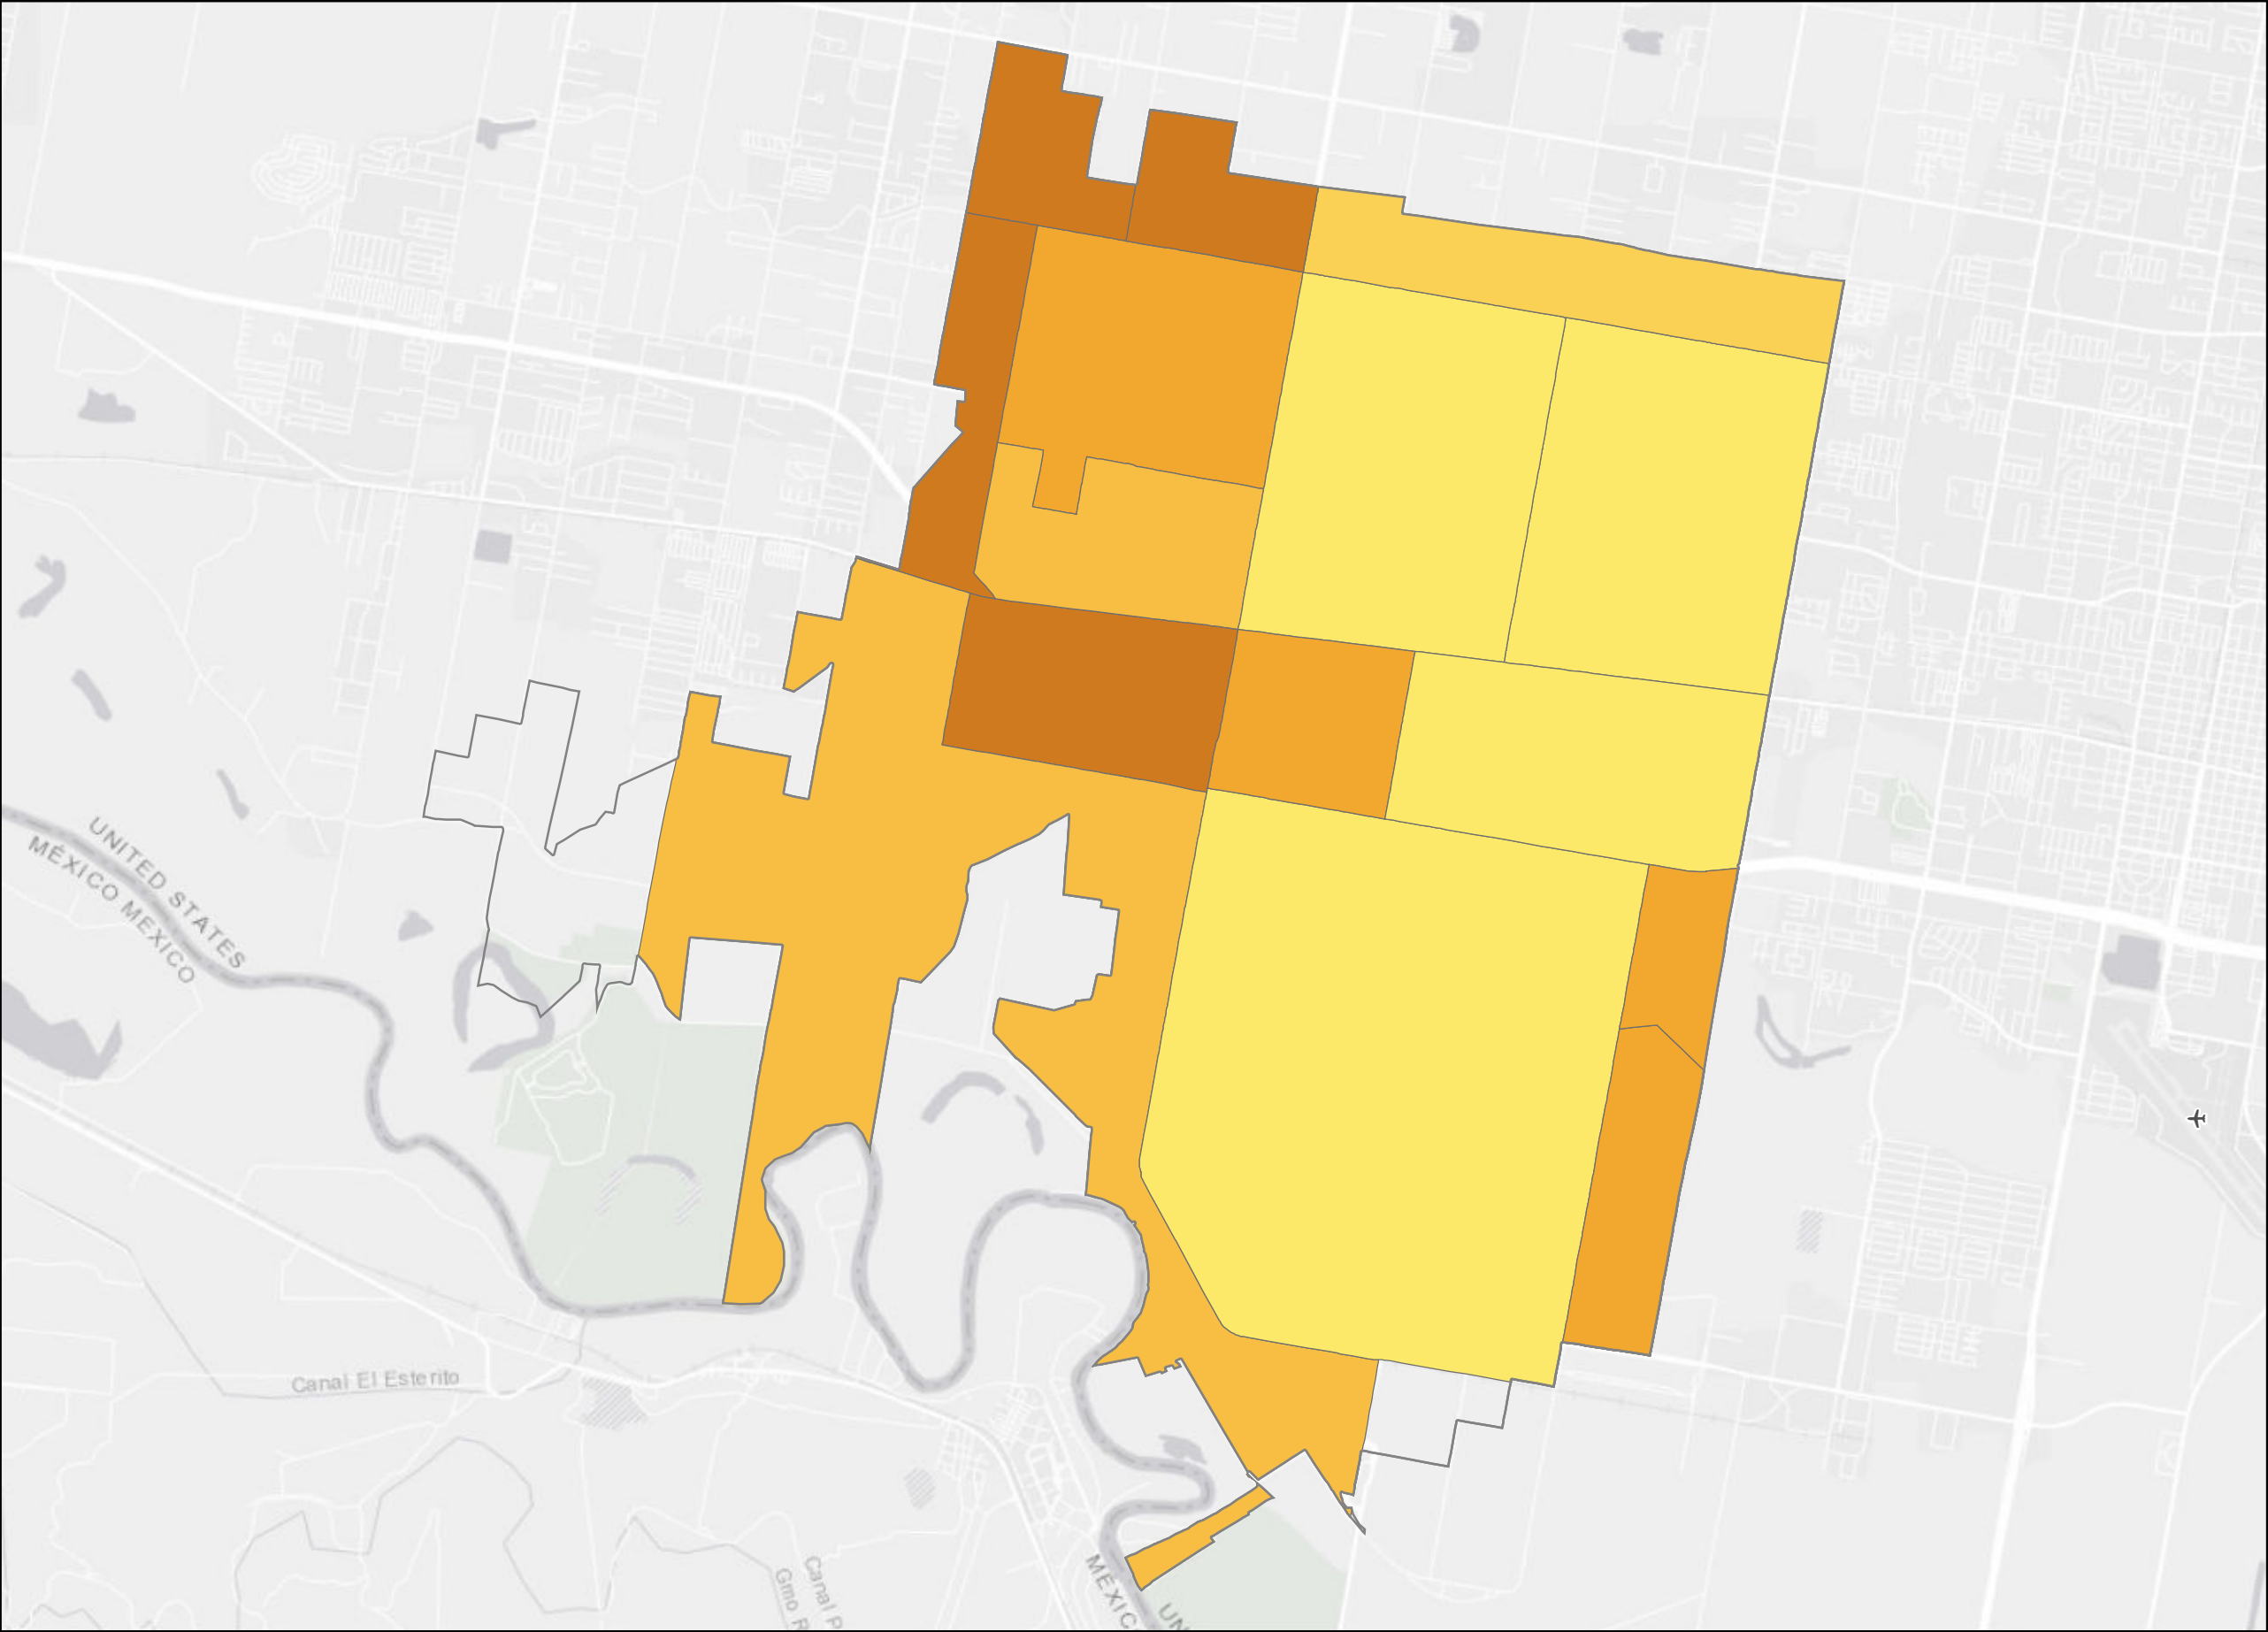 UNITED STATES
MÉXICO MEXICO
Canal El Esterito
Canal P
Gmo R
MÉXIC
UN